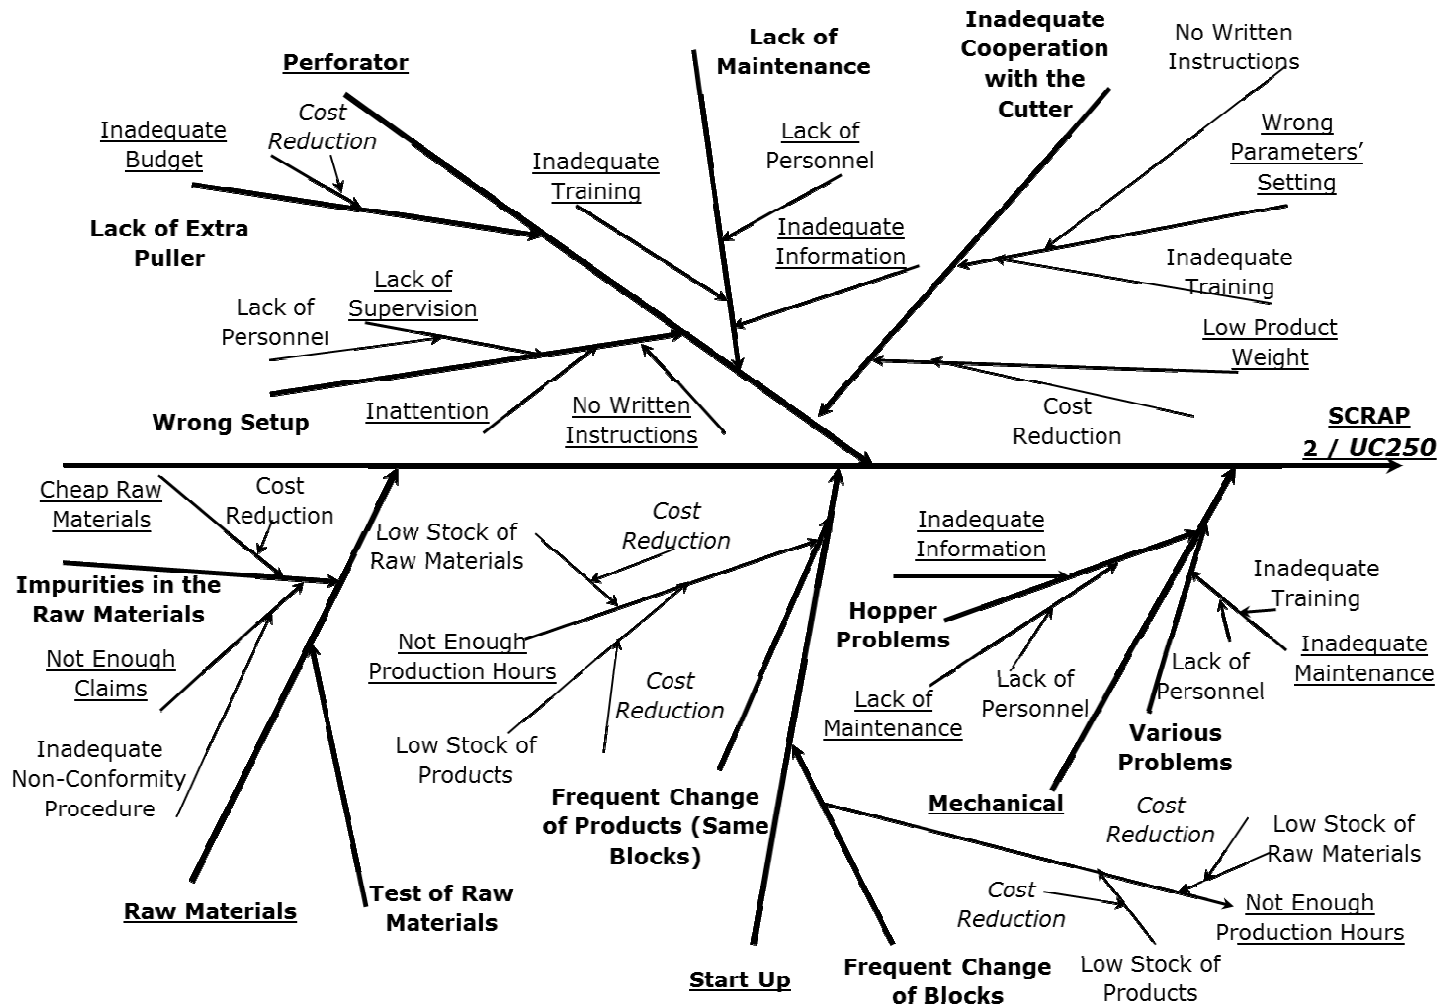 Perforator
Lack of
Maintenance
Inadequate
Cooperation
with the
Cutter
No Written
Instructions
Inadequate
Budget
Cost
Reduction
Inadequate
Training
Lack of
Personnel
Wrong
Parameters’
Setting
Lack of Extra
Puller
Inadequate
Information
Inadequate
Training
Lack of
Personnel
Lack of
Supervision
Low Product
Weight
Wrong Setup
Inattention
No Written
Instructions
Cost
Reduction
SCRAP
2 / UC250
Cheap Raw
Materials
Cost
Reduction
Low Stock of
Raw Materials
Cost
Reduction
Inadequate
Information
Impurities in the
Raw Materials
Hopper
Problems
Inadequate
Training
Not Enough
Claims
Not Enough
Production Hours
Cost
Reduction
Lack of
Maintenance
Lack of
Personnel
Lack of
Personnel
Inadequate
Maintenance
Inadequate
Non-Conformity
Procedure
Low Stock of
Products
Various
Problems
Frequent Change
of Products (Same
Blocks)
Mechanical
Cost
Reduction
Low Stock of
Raw Materials
Raw Materials
Test of Raw
Materials
Cost
Reduction
Not Enough
Production Hours
Start Up
Frequent Change
of Blocks
Low Stock of
Products